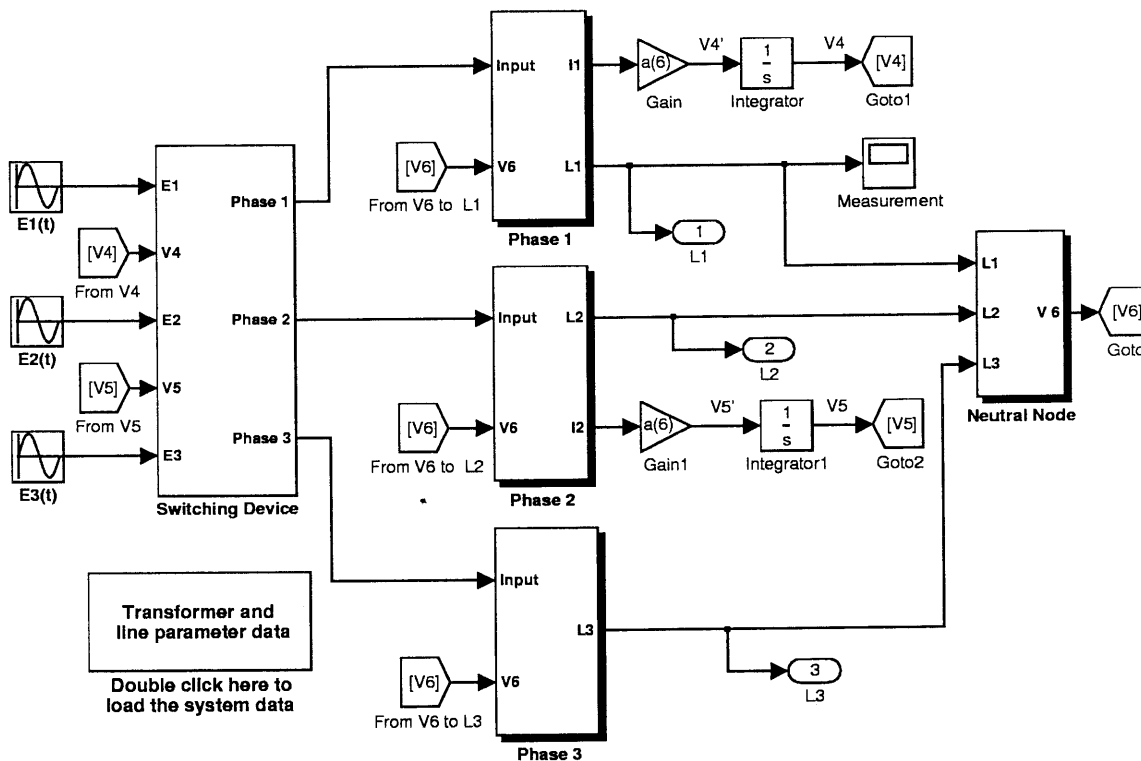 Input
I1
a(6)
Gain
V4'
1
s
Integrator
V4
[V4]
Goto1
[V6]
From V6 to L1
V6
L1
Phase 1
Measurement
1
L1
E1(t)
E1
Phase 1
[V4]
From V4
V4
E2(t)
E2
Phase 2
[V5]
From V5
V5
Phase 3
E3(t)
E3
Switching Device
Input
L2
2
L2
[V6]
From V6 to L2
V6
I2
Phase 2
a(6)
Gain1
V5'
1
s
Integrator1
V5
[V5]
Goto2
L1
L2
L3
V 6
Neutral Node
[V6]
Goto
Input
L3
[V6]
From V6 to L3
V6
Phase 3
3
L3
Transformer and
line parameter data
Double click here to
load the system data